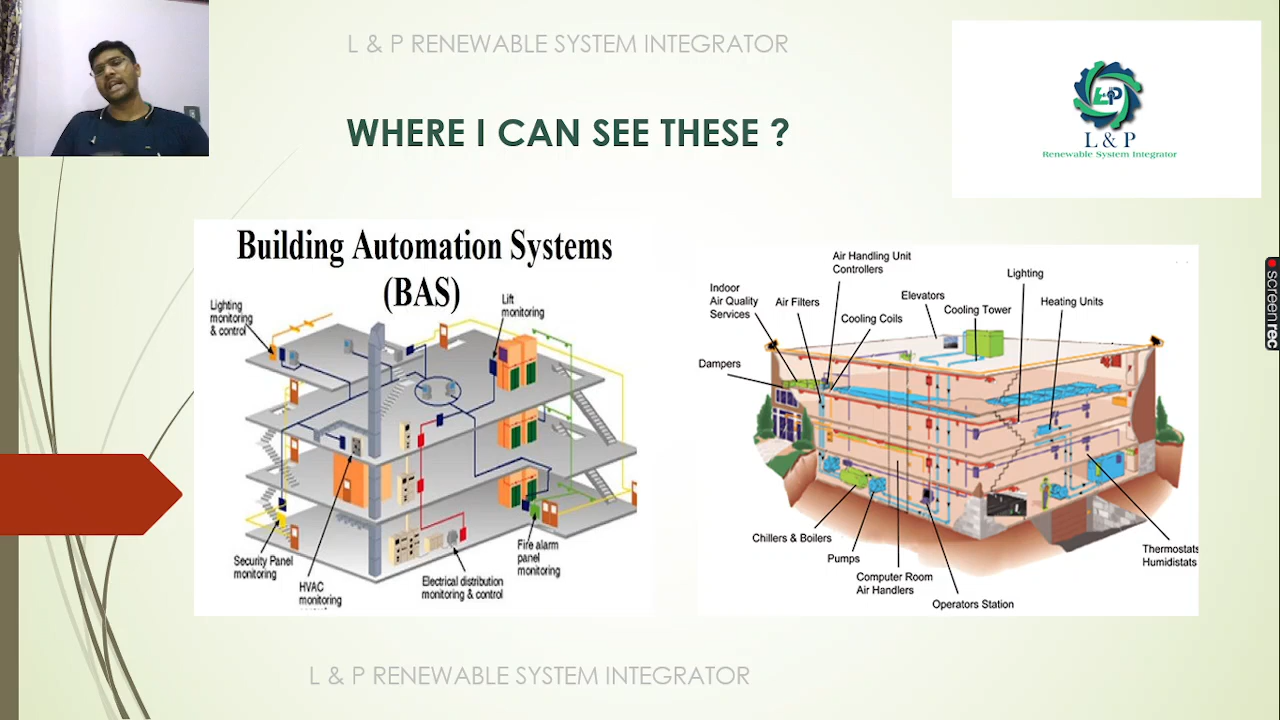 L & P RENEWABLE SYSTEM INTEGRATOR
WHERE I CAN SEE THESE ?
L&P
L & P
Renewable System Integrator
Building Automation Systems
(BAS)
Lighting
monitoring
& control
Lift
monitoring
Security Panel
monitoring
HVAC
monitoring
Electrical distribution
monitoring & control
Fire alarm
panel
monitoring
Air Handling Unit
Controllers
Indoor
Air Quality
Services
Air Filters
Cooling Coils
Elevators
Cooling Tower
Lighting
Heating Units
Dampers
Chillers & Boilers
Pumps
Computer Room
Air Handlers
Operators Station
Thermostats
Humidistats
screenrec
L & P RENEWABLE SYSTEM INTEGRATOR